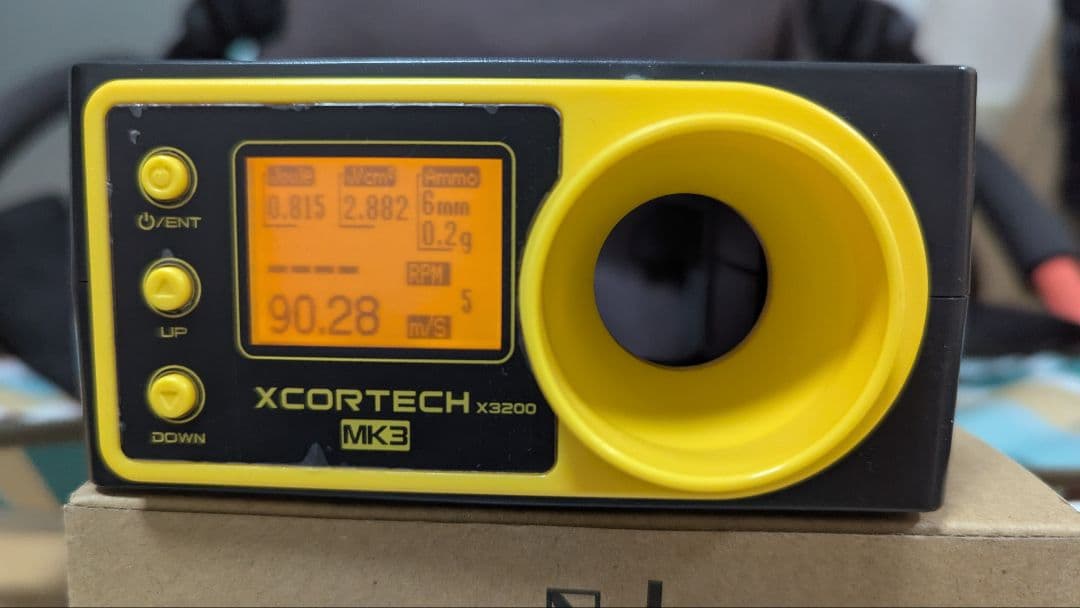 Joule J/cm² Ammo
0.815 2.882 6mm
0.2g
---- RPM
90.28 m/S 5
/ENT
UP
DOWN
XCORTECH X3200
MK3